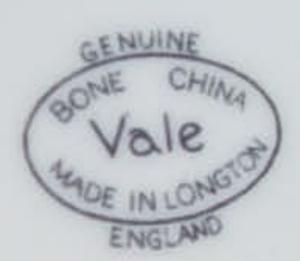 GENUINE
BONE CHINA
Vale
MADE IN LONGTON
ENGLAND